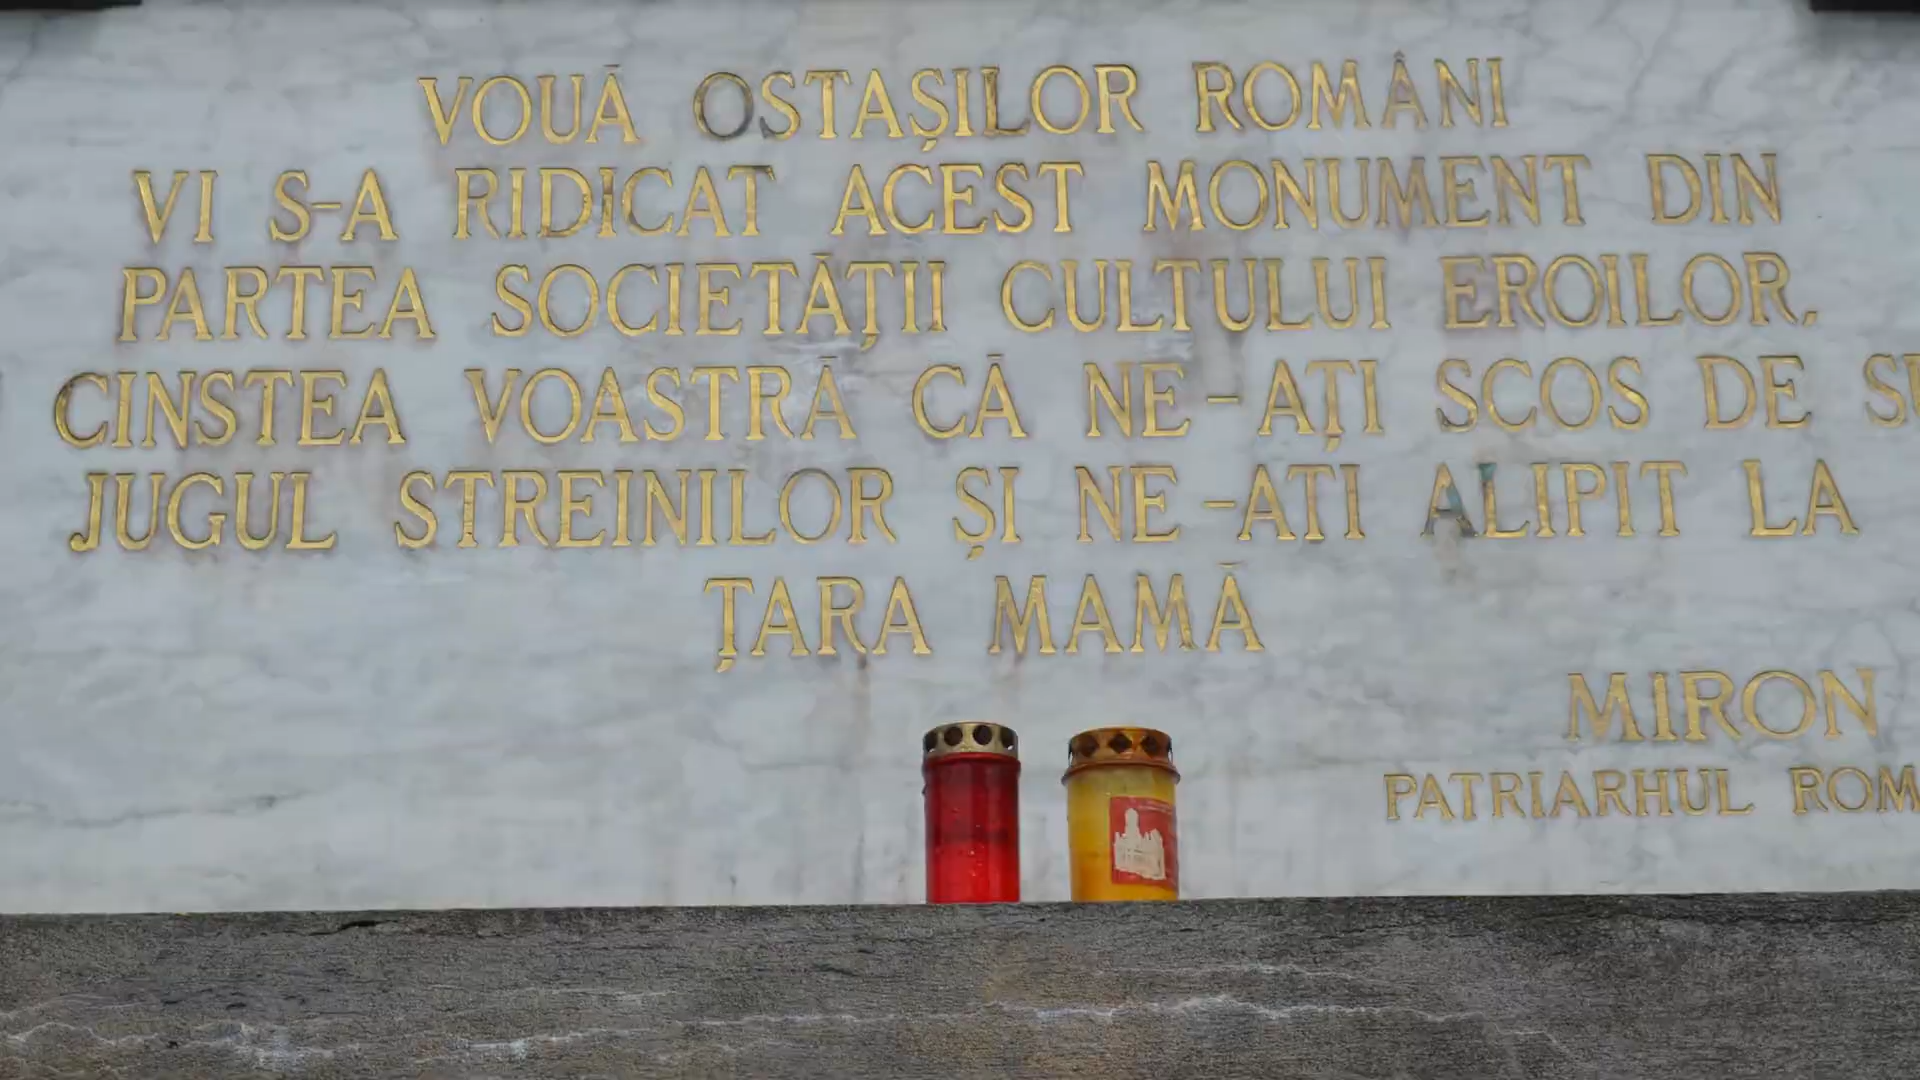 VOUĂ OSTAȘILOR ROMÂNI
VI S-A RIDICAT ACEST MONUMENT DIN
PARTEA SOCIETĂȚII CULTULUI EROILOR,
CINSTEA VOASTRĂ CĂ NE-AȚI SCOS DE
JUGUL STREINILOR ȘI NE-ATI ALIPIT LA
ȚARA MAMĂ
MIRON
PATRIARHUL